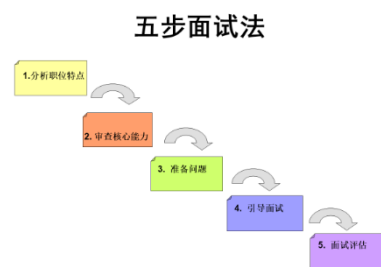 五步面试法
1.分析职位特点
2. 审查核心能力
3. 准备问题
4. 引导面试
5. 面试评估